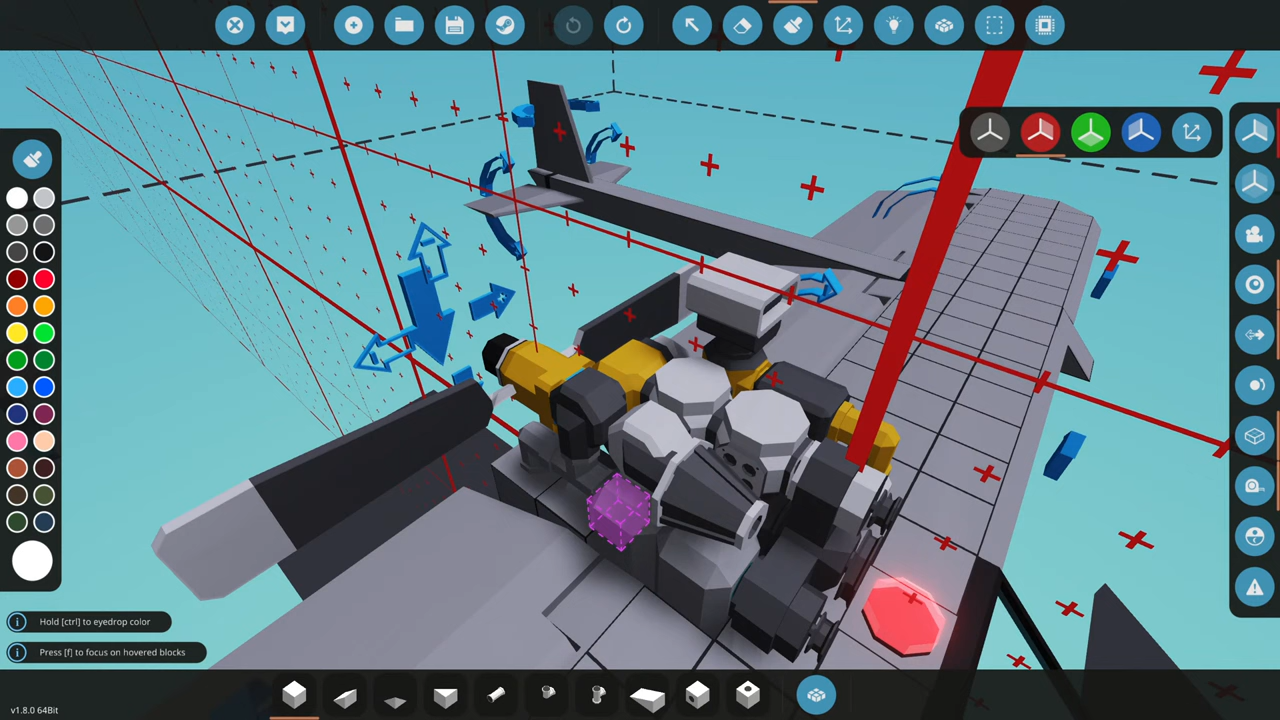 Hold [ctrl] to eyedrop color
Press [f] to focus on hovered blocks
v1.8.0 64Bit